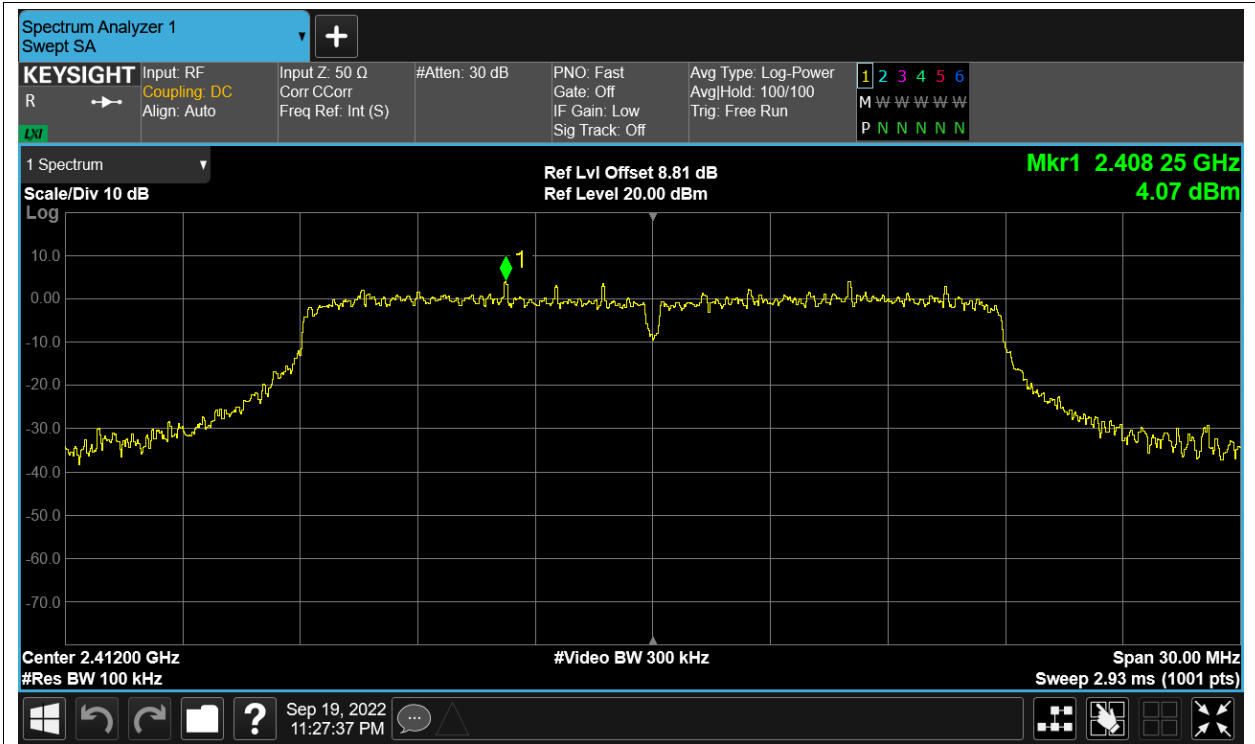 Spectrum Analyzer 1
Swept SA
KEYSIGHT
R
LXI
Input: RF
Coupling: DC
Align: Auto
Input Z: 50 Ω
Corr CCorr
Freq Ref: Int (S)
#Atten: 30 dB
PNO: Fast
Gate: Off
IF Gain: Low
Sig Track: Off
Avg Type: Log-Power
Avg|Hold: 100/100
Trig: Free Run
1 2 3 4 5 6
M W W W W W
P N N N N N
1 Spectrum
Scale/Div 10 dB
Ref Lvl Offset 8.81 dB
Ref Level 20.00 dBm
Mkr1 2.408 25 GHz
4.07 dBm
Log
1
10.0
0.00
-10.0
-20.0
-30.0
-40.0
-50.0
-60.0
-70.0
Center 2.41200 GHz
#Res BW 100 kHz
#Video BW 300 kHz
Span 30.00 MHz
Sweep 2.93 ms (1001 pts)
?
Sep 19, 2022
11:27:37 PM